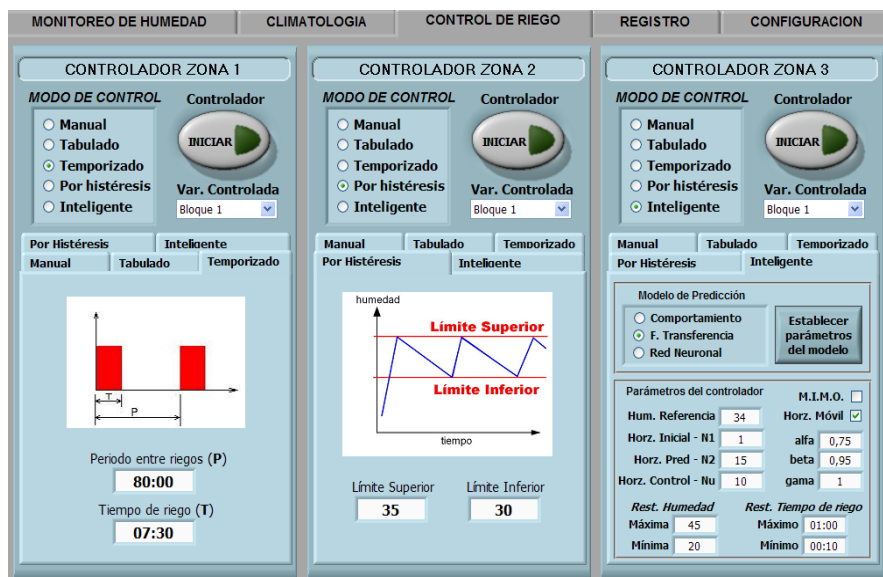 MONITOREO DE HUMEDAD
CLIMATOLOGIA
CONTROL DE RIEGO
REGISTRO
CONFIGURACION
CONTROLADOR ZONA 1
MODO DE CONTROL
Controlador
Manual
Tabulado
Temporizado
Por histéresis
Inteligente
INICIAR
Var. Controlada
Bloque 1
Por Histéresis
Inteligente
Manual
Tabulado
Temporizado
T
P
Periodo entre riegos (P)
80:00
Tiempo de riego (T)
07:30
CONTROLADOR ZONA 2
MODO DE CONTROL
Controlador
Manual
Tabulado
Temporizado
Por histéresis
Inteligente
INICIAR
Var. Controlada
Bloque 1
Manual
Tabulado
Temporizado
Por Histéresis
Inteligente
humedad
Límite Superior
Límite Inferior
tiempo
Límite Superior
Límite Inferior
35
30
CONTROLADOR ZONA 3
MODO DE CONTROL
Controlador
Manual
Tabulado
Temporizado
Por histéresis
Inteligente
INICIAR
Var. Controlada
Bloque 1
Manual
Tabulado
Temporizado
Por Histéresis
Inteligente
Modelo de Predicción
Comportamiento
F. Transferencia
Red Neuronal
Establecer
parámetros
del modelo
Parámetros del controlador
M.I.M.O.
Hum. Referencia 34
Horz. Móvil
Horz. Inicial - N1 1
alfa 0,75
Horz. Pred - N2 15
beta 0,95
Horz. Control - Nu 10
gama 1
Rest. Humedad
Rest. Tiempo de riego
Máxima 45
Máximo 01:00
Mínima 20
Mínimo 00:10